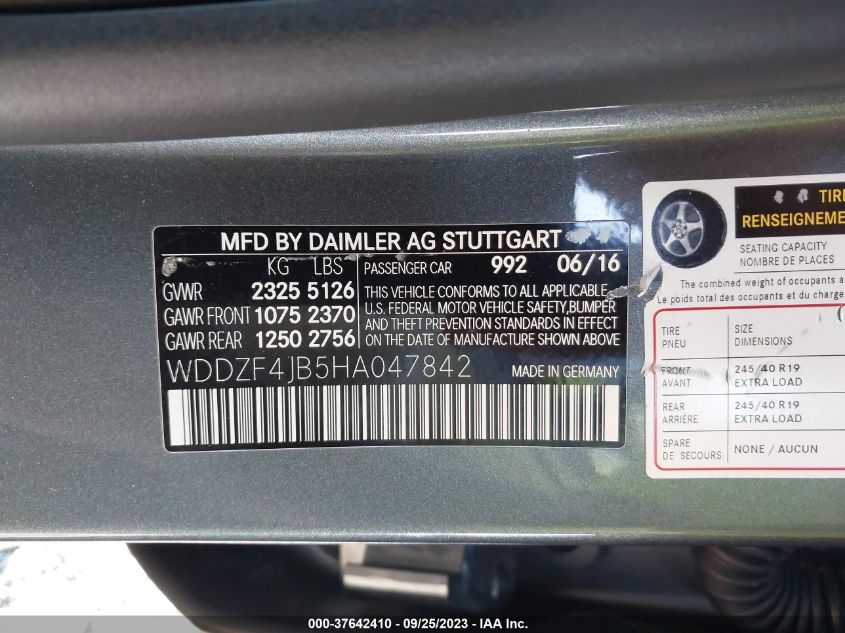 MFD BY DAIMLER AG STUTTGART
KG LBS
GVWR 2325 5126
GAWR FRONT 1075 2370
GAWR REAR 1250 2756
PASSENGER CAR 992 06/16
THIS VEHICLE CONFORMS TO ALL APPLICABLE
U.S. FEDERAL MOTOR VEHICLE SAFETY,BUMPER
AND THEFT PREVENTION STANDARDS IN EFFECT
ON THE DATE OF MANUFACTURE SHOWN ABOVE
WDDZF4JB5HA047842 MADE IN GERMANY
TIRE
RENSEIGNEME
SEATING CAPACITY
NOMBRE DE PLACES
The combined weight of occupants a
Le poids total des occupants et du charge
TIRE SIZE
PNEU DIMENSIONS
FRONT 245/40 R19
AVANT EXTRA LOAD
REAR 245/40 R19
ARRIÈRE EXTRA LOAD
SPARE NONE / AUCUN
DE SECOURS
000-37642410 - 09/25/2023 - IAA Inc.